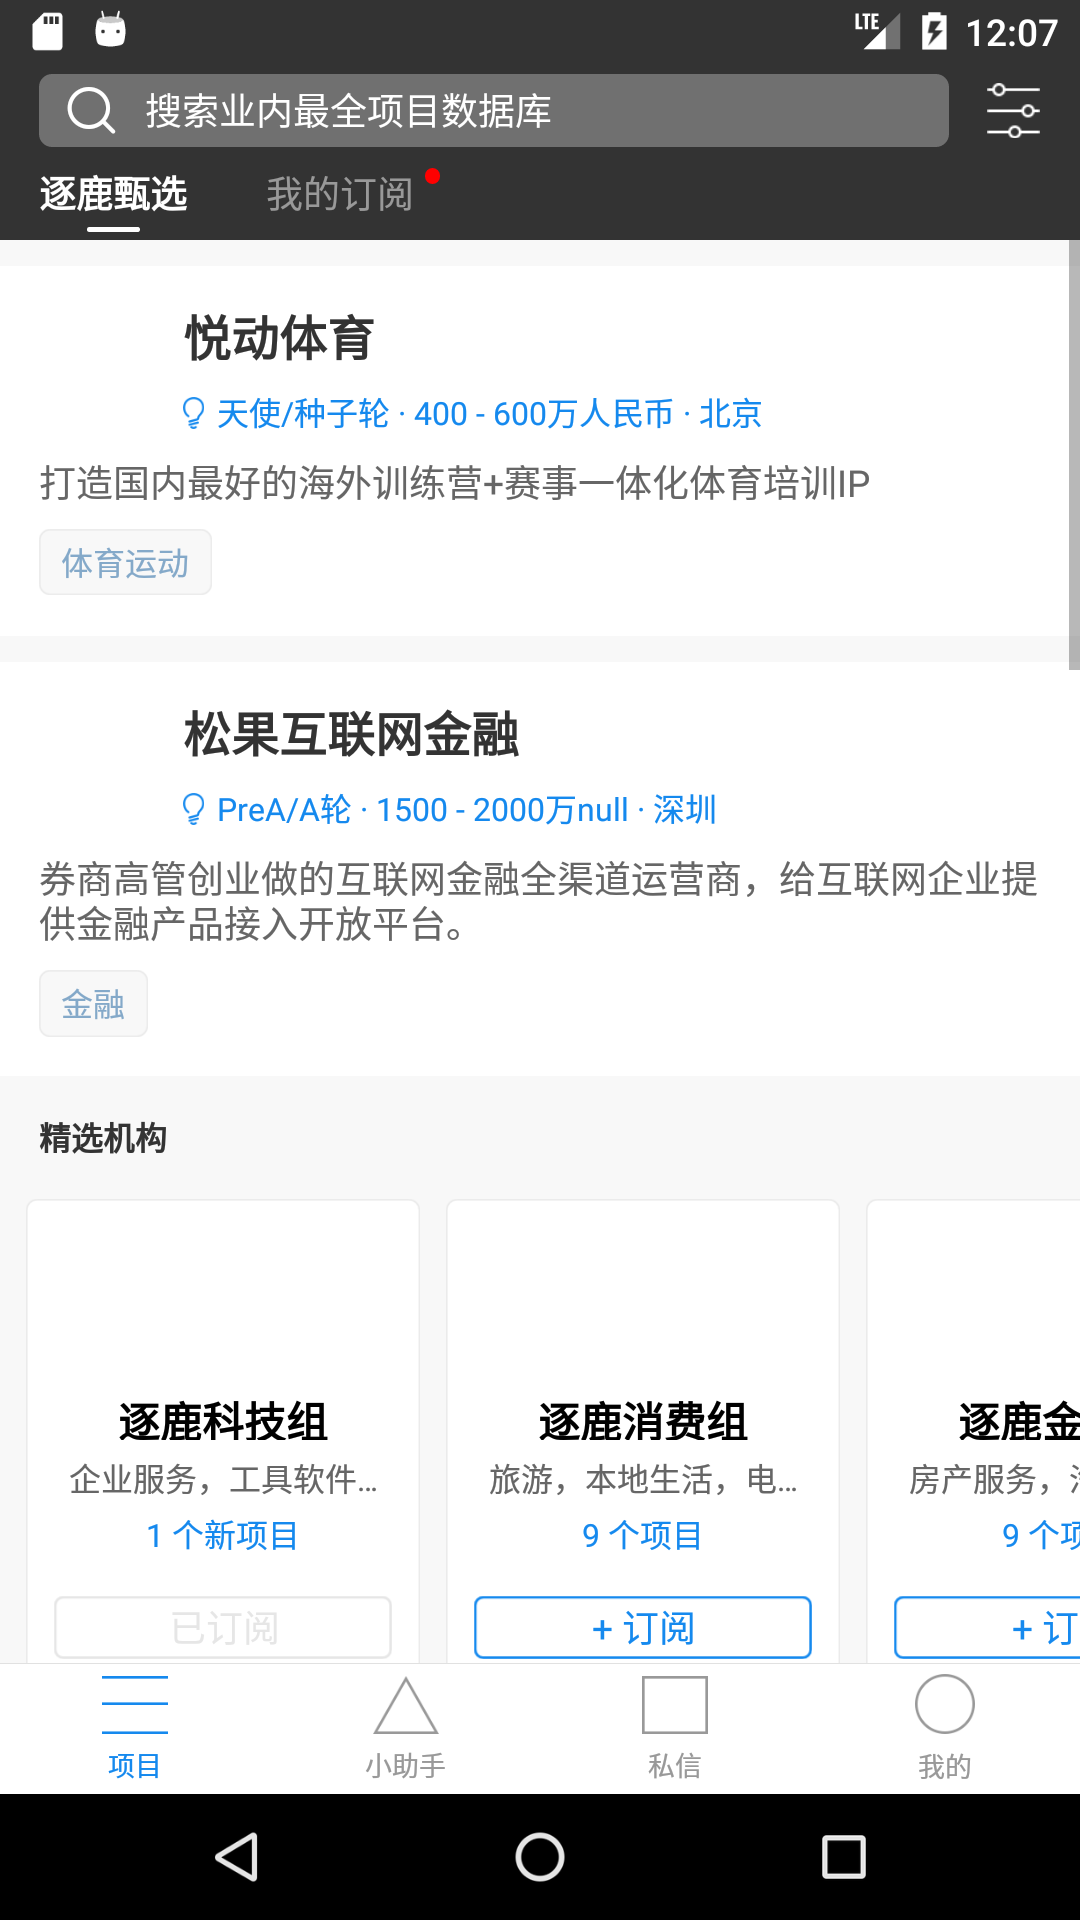 LTE 12:07
搜索业内最全项目数据库
逐鹿甄选 我的订阅
悦动体育
天使/种子轮 · 400 - 600万人民币 · 北京
打造国内最好的海外训练营+赛事一体化体育培训IP
体育运动
松果互联网金融
PreA/A轮 · 1500 - 2000万null · 深圳
券商高管创业做的互联网金融全渠道运营商，给互联网企业提
供金融产品接入开放平台。
金融
精选机构
逐鹿科技组 逐鹿消费组 逐鹿金
企业服务，工具软件... 旅游，本地生活，电... 房产服务，
1 个新项目 9 个项目 9 个项
已订阅 + 订阅 + 订
项目 小助手 私信 我的